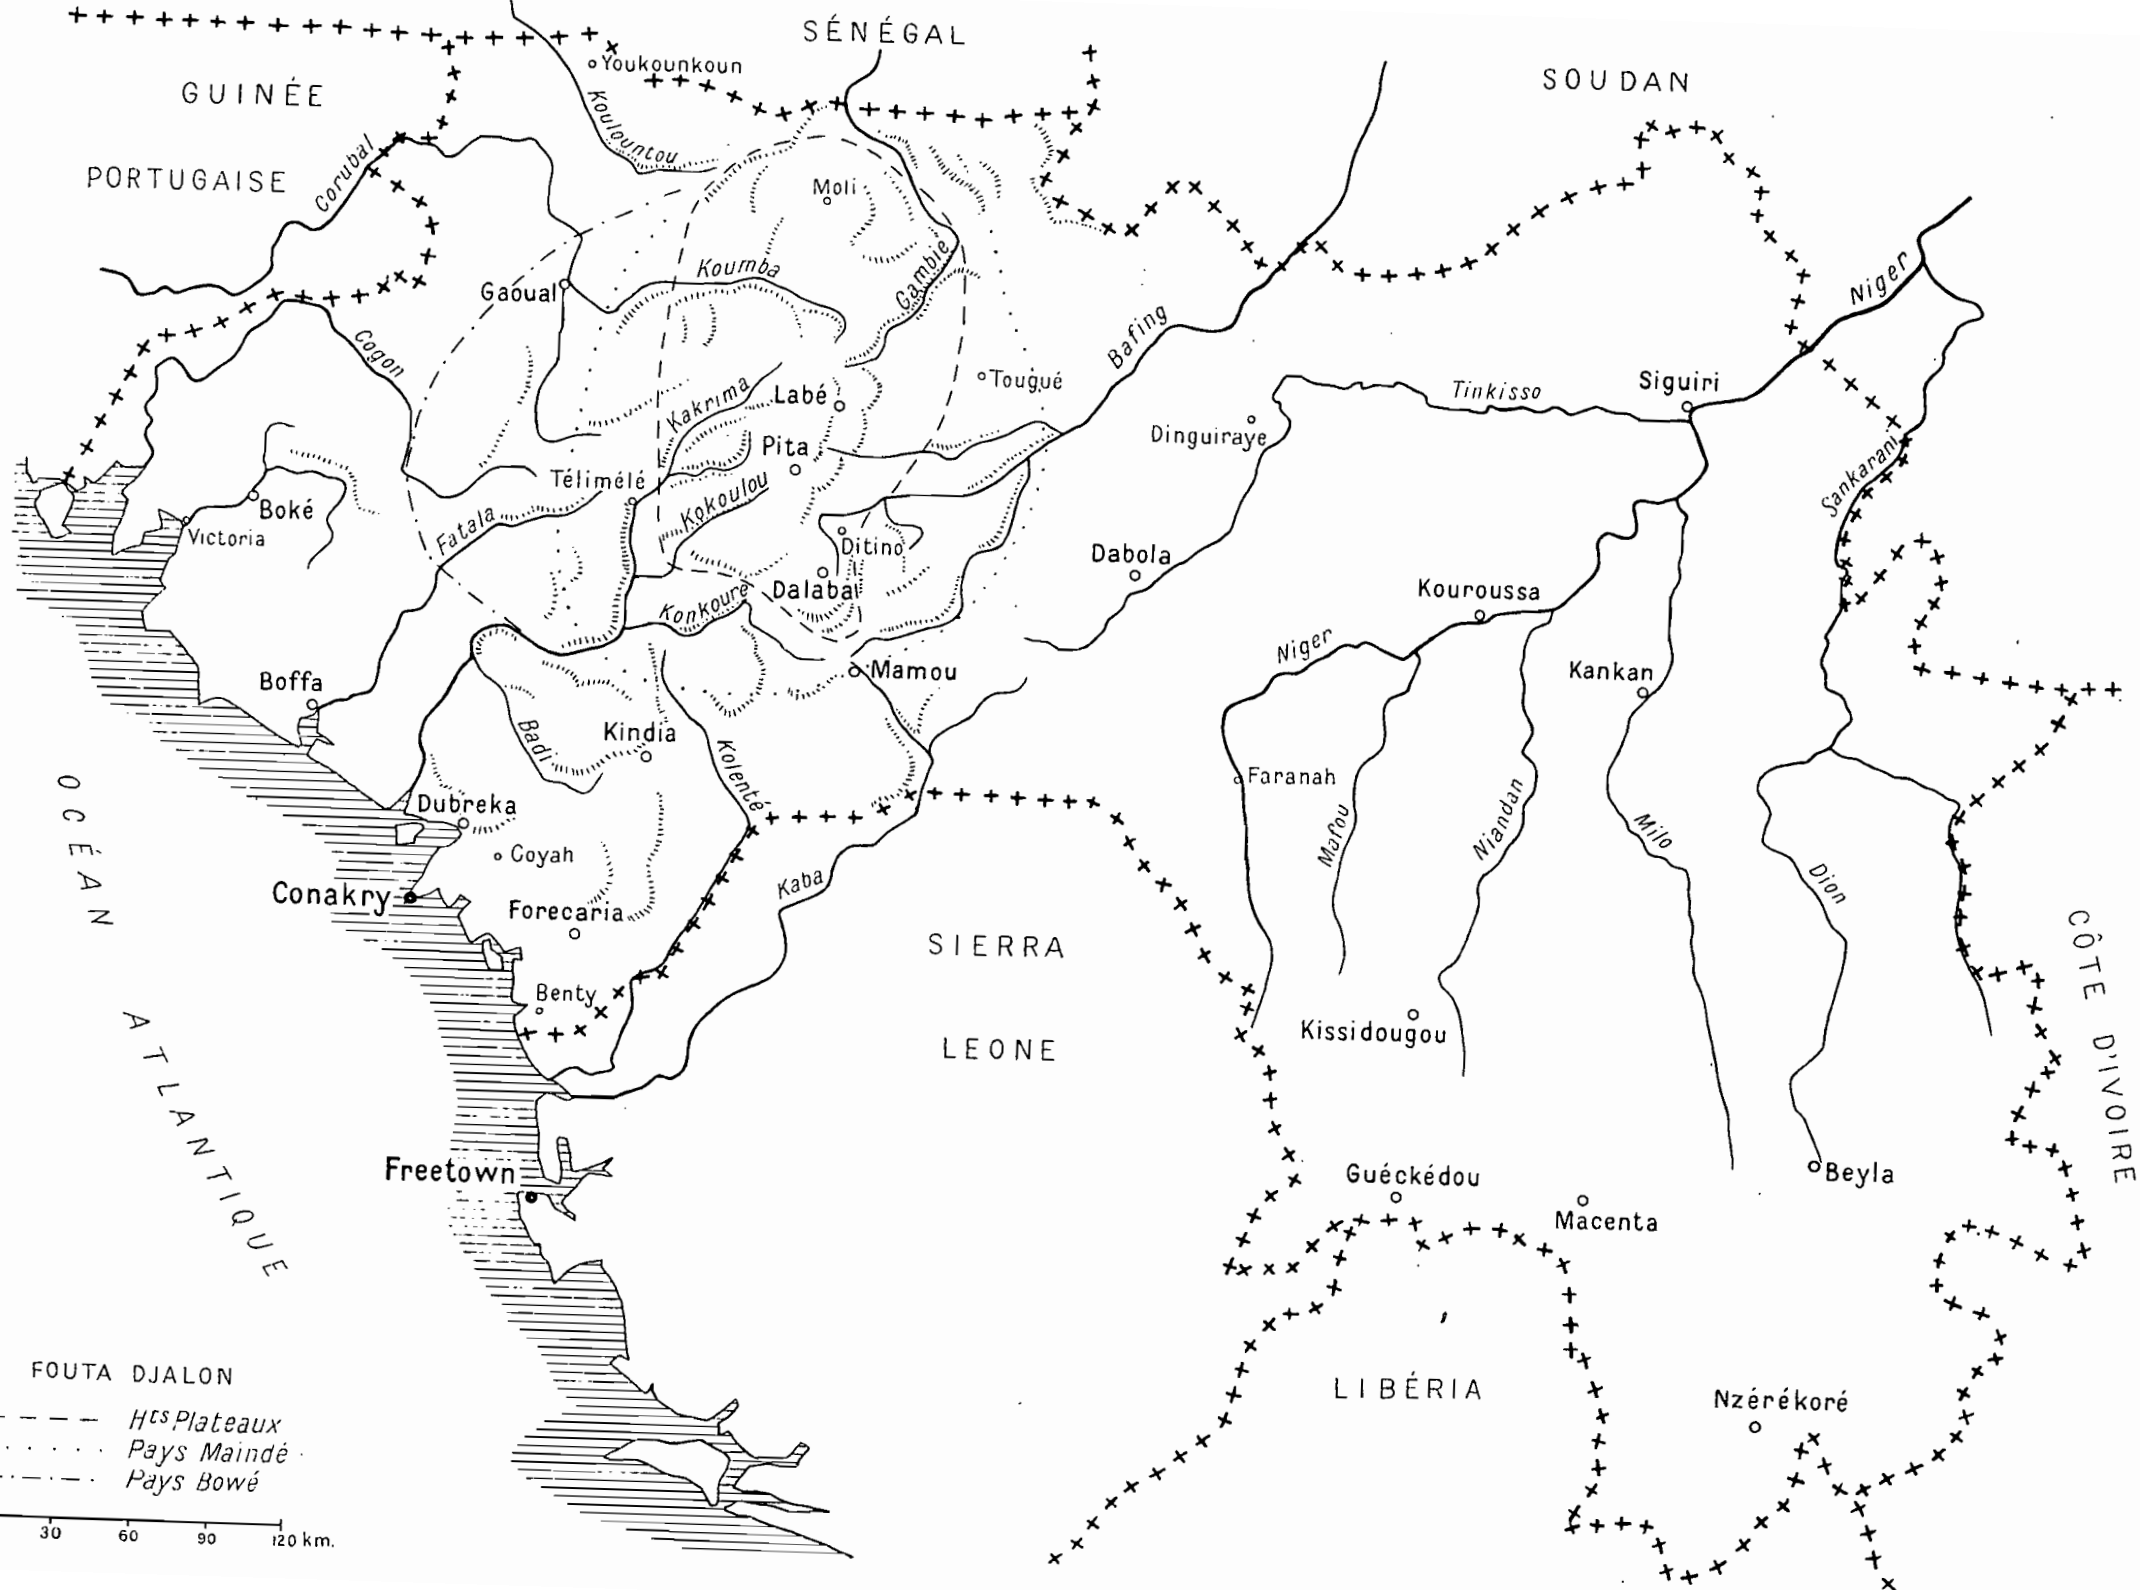 SÉNÉGAL
SOUDAN
GUINÉE
PORTUGAISE
Youkounkoun
Koulountou
Corubal
Moli
Koumba
Gambie
Gaoual
Niger
Bafing
Cogon
Tougué
Kakrima
Labé
Tinkisso
Siguiri
Dinguiraye
Pita
Sankarani
Télimélé
Kokoulou
Boké
Victoria
Fatala
Ditinn
Dabola
Dalaba
Konkouré
Kouroussa
Niger
Mamou
Kankan
Boffa
Badi
Kindia
Kolenté
Faranah
OCÉAN ATLANTIQUE
Dubreka
Mafou
Niandan
Milo
Coyah
Kaba
Dion
Conakry
Forecaria
SIERRA
LEONE
CÔTE D'IVOIRE
Benty
Kissidougou
Freetown
Guéckédou
Beyla
Macenta
LIBÉRIA
Nzérékoré
FOUTA DJALON
Hts Plateaux
Pays Maindé
Pays Bowé
30 60 90 120 km.